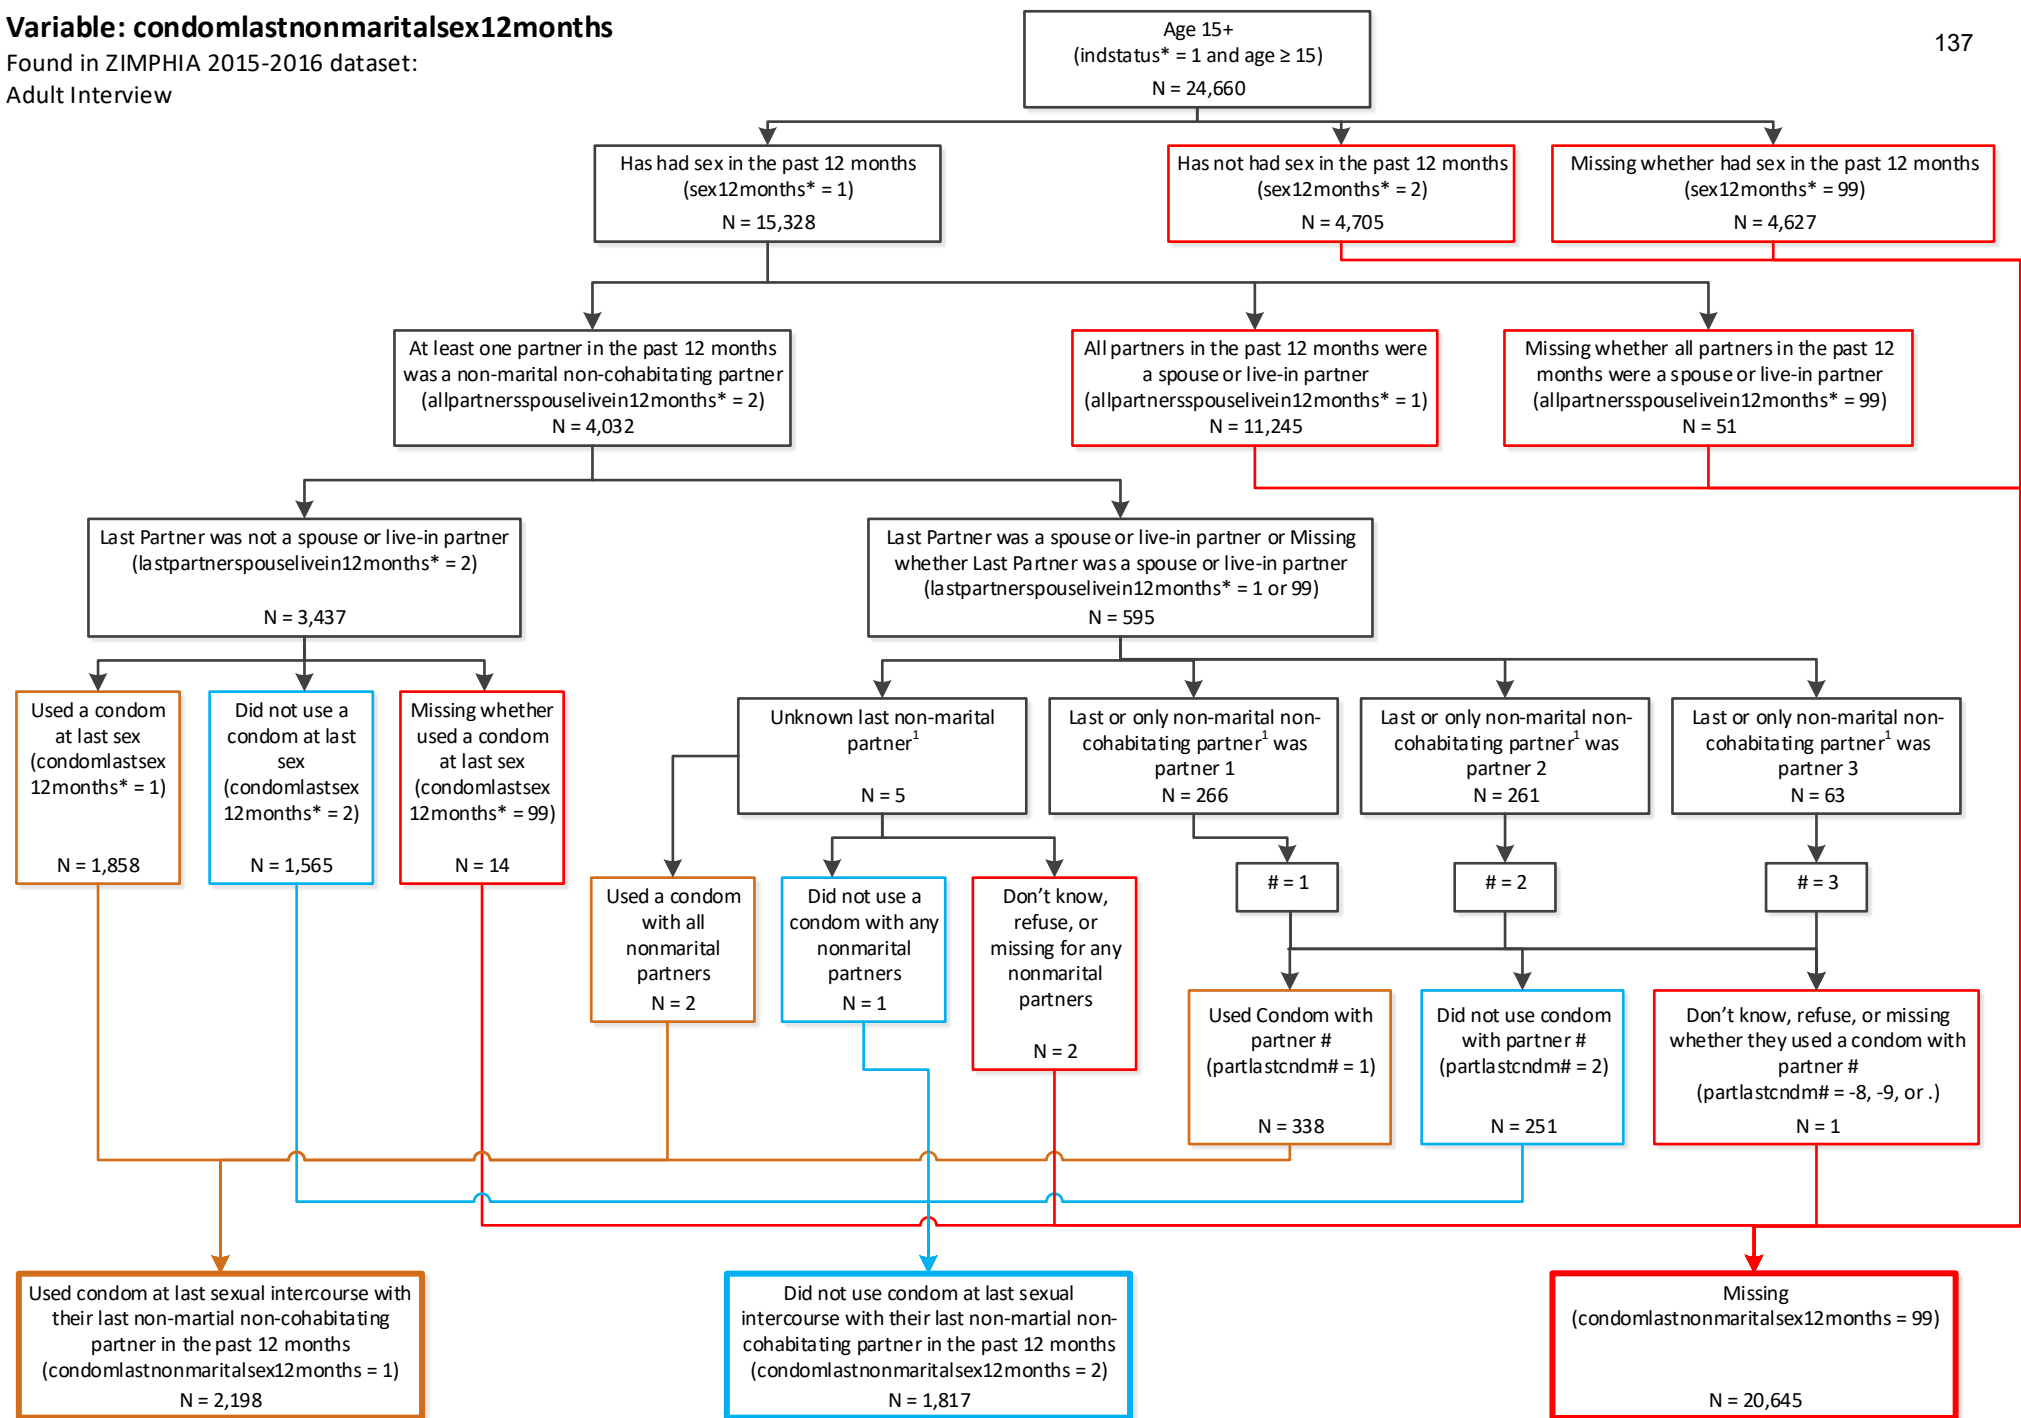 Variable: condomlastnonmaritalsex12months
Found in ZIMPHIA 2015-2016 dataset:
Adult Interview
137
Age 15+
(indstatus* = 1 and age ≥ 15)
N = 24,660
Has had sex in the past 12 months
(sex12months* = 1)
N = 15,328
Has not had sex in the past 12 months
(sex12months* = 2)
N = 4,705
Missing whether had sex in the past 12 months
(sex12months* = 99)
N = 4,627
At least one partner in the past 12 months
was a non-marital non-cohabitating partner
(allpartnersspouselivein12months* = 2)
N = 4,032
All partners in the past 12 months were
a spouse or live-in partner
(allpartnersspouselivein12months* = 1)
N = 11,245
Missing whether all partners in the past 12
months were a spouse or live-in partner
(allpartnersspouselivein12months* = 99)
N = 51
Last Partner was not a spouse or live-in partner
(lastpartnerspouselivein12months* = 2)
N = 3,437
Last Partner was a spouse or live-in partner or Missing
whether Last Partner was a spouse or live-in partner
(lastpartnerspouselivein12months* = 1 or 99)
N = 595
Used a condom
at last sex
(condomlastsex
12months* = 1)
N = 1,858
Did not use a
condom at last
sex
(condomlastsex
12months* = 2)
N = 1,565
Missing whether
used a condom
at last sex
(condomlastsex
12months* = 99)
N = 14
Unknown last non-marital
partner1
N = 5
Last or only non-marital non-
cohabitating partner1 was
partner 1
N = 266
Last or only non-marital non-
cohabitating partner1 was
partner 2
N = 261
Last or only non-marital non-
cohabitating partner1 was
partner 3
N = 63
# = 1
# = 2
# = 3
Used a condom
with all
nonmarital
partners
N = 2
Did not use a
condom with any
nonmarital
partners
N = 1
Don't know,
refuse, or
missing for any
nonmarital
partners
N = 2
Used Condom with
partner #
(partlastcndm# = 1)
N = 338
Did not use condom
with partner #
(partlastcndm# = 2)
N = 251
Don't know, refuse, or missing
whether they used a condom with
partner #
(partlastcndm# = -8, -9, or .)
N = 1
Used condom at last sexual intercourse with
their last non-martial non-cohabitating
partner in the past 12 months
(condomlastnonmaritalsex12months = 1)
N = 2,198
Did not use condom at last sexual
intercourse with their last non-martial non-
cohabitating partner in the past 12 months
(condomlastnonmaritalsex12months = 2)
N = 1,817
Missing
(condomlastnonmaritalsex12months = 99)
N = 20,645